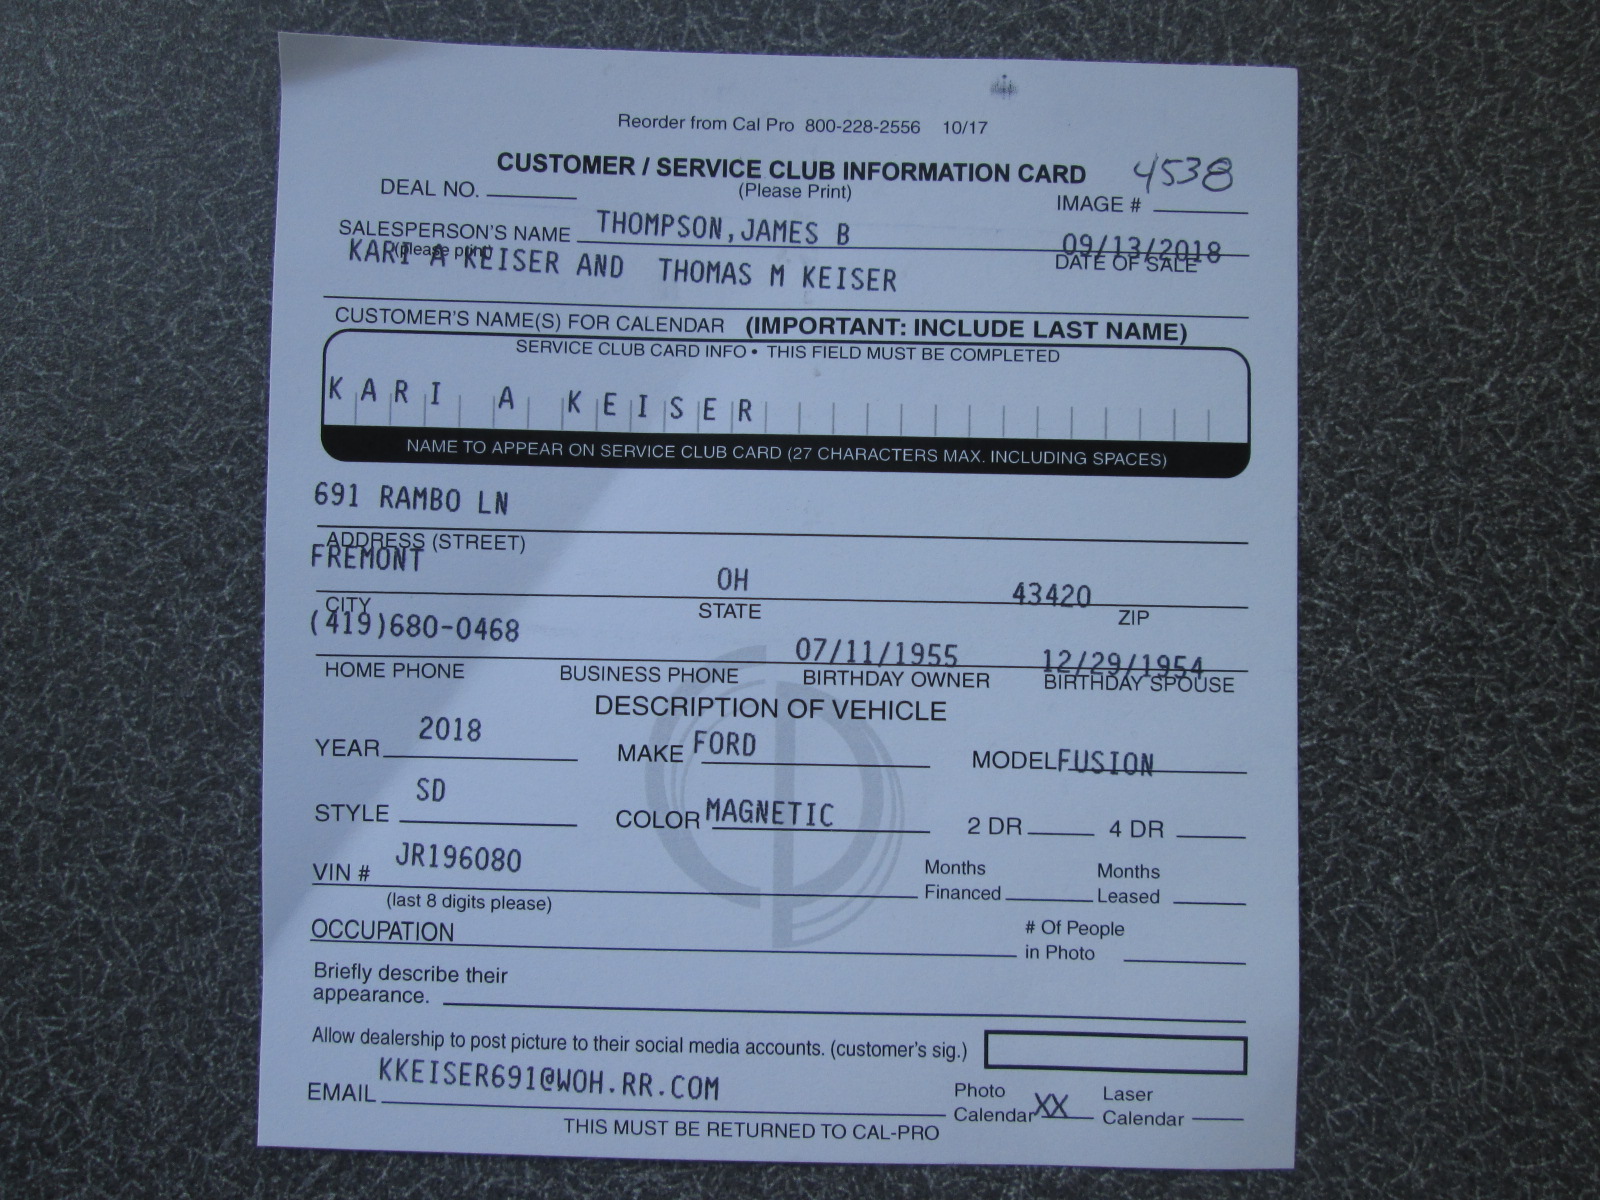 Reorder from Cal Pro 800-228-2556 10/17
CUSTOMER / SERVICE CLUB INFORMATION CARD 4538
DEAL NO. (Please Print) IMAGE #
SALESPERSON'S NAME THOMPSON,JAMES B 09/13/2018
(please print) DATE OF SALE
KARI A KEISER AND THOMAS M KEISER
CUSTOMER'S NAME(S) FOR CALENDAR (IMPORTANT: INCLUDE LAST NAME)
SERVICE CLUB CARD INFO • THIS FIELD MUST BE COMPLETED
KARI A KEISER
NAME TO APPEAR ON SERVICE CLUB CARD (27 CHARACTERS MAX. INCLUDING SPACES)
691 RAMBO LN
ADDRESS (STREET)
FREMONT OH 43420
CITY STATE ZIP
(419)680-0468 07/11/1955 12/29/1954
HOME PHONE BUSINESS PHONE BIRTHDAY OWNER BIRTHDAY SPOUSE
DESCRIPTION OF VEHICLE
YEAR 2018 MAKE FORD MODEL FUSION
STYLE SD COLOR MAGNETIC 2 DR 4 DR
VIN # JR196080 Months Financed Months Leased
(last 8 digits please)
OCCUPATION # Of People in Photo
Briefly describe their
appearance.
Allow dealership to post picture to their social media accounts. (customer's sig.)
EMAIL KKEISER691@WOH.RR.COM Photo Calendar XX Laser Calendar
THIS MUST BE RETURNED TO CAL-PRO